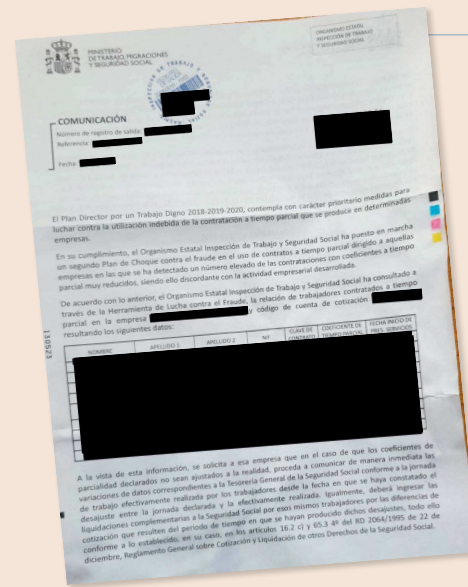 MINISTERIO
DE TRABAJO, MIGRACIONES
Y SEGURIDAD SOCIAL
ORGANISMO ESTATAL
INSPECCIÓN DE TRABAJO
Y SEGURIDAD SOCIAL
INSPECCIÓN DE TRABAJO Y
COMUNICACIÓN
Número de registro de salida:
Referencia:
Fecha:
El Plan Director por un Trabajo Digno 2018-2019-2020, contempla con carácter prioritario medidas para
luchar contra la utilización indebida de la contratación a tiempo parcial que se produce en determinadas
empresas.
En su cumplimiento, el Organismo Estatal Inspección de Trabajo y Seguridad Social ha puesto en marcha
un segundo Plan de Choque contra el fraude en el uso de contratos a tiempo parcial dirigido a aquellas
empresas en las que se ha detectado un número elevado de las contrataciones con coeficientes a tiempo
parcial muy reducidos, siendo ello discordante con la actividad empresarial desarrollada.
De acuerdo con lo anterior, el Organismo Estatal Inspección de Trabajo y Seguridad Social ha consultado a
través de la Herramienta de Lucha contra el Fraude, la relación de trabajadores contratados a tiempo
parcial en la empresa y código de cuenta de cotización
resultando los siguientes datos:
NOMBRE APELLIDO 1 APELLIDO 2 NIF CLAVE DE CONTRATO COEFICIENTE DE TIEMPO PARCIAL FECHA INICIO DE PRES. SERVICIOS
130523
A la vista de esta información, se solicita a esa empresa que en el caso de que los coeficientes de
parcialidad declarados no sean ajustados a la realidad, proceda a comunicar de manera inmediata las
variaciones de datos correspondientes a la Tesorería General de la Seguridad Social conforme a la jornada
de trabajo efectivamente realizada por los trabajadores desde la fecha en que se haya constatado el
desajuste entre la jornada declarada y la efectivamente realizada. Igualmente, deberá ingresar las
liquidaciones complementarias a la Seguridad Social por esos mismos trabajadores por las diferencias de
cotización que resulten del periodo de tiempo en que se hayan producido dichos desajustes, todo ello
conforme a lo establecido, en su caso, en los artículos 16.2 c) y 65.3 4º del RD 2064/1995 de 22 de
diciembre, Reglamento General sobre Cotización y Liquidación de otros Derechos de la Seguridad Social.